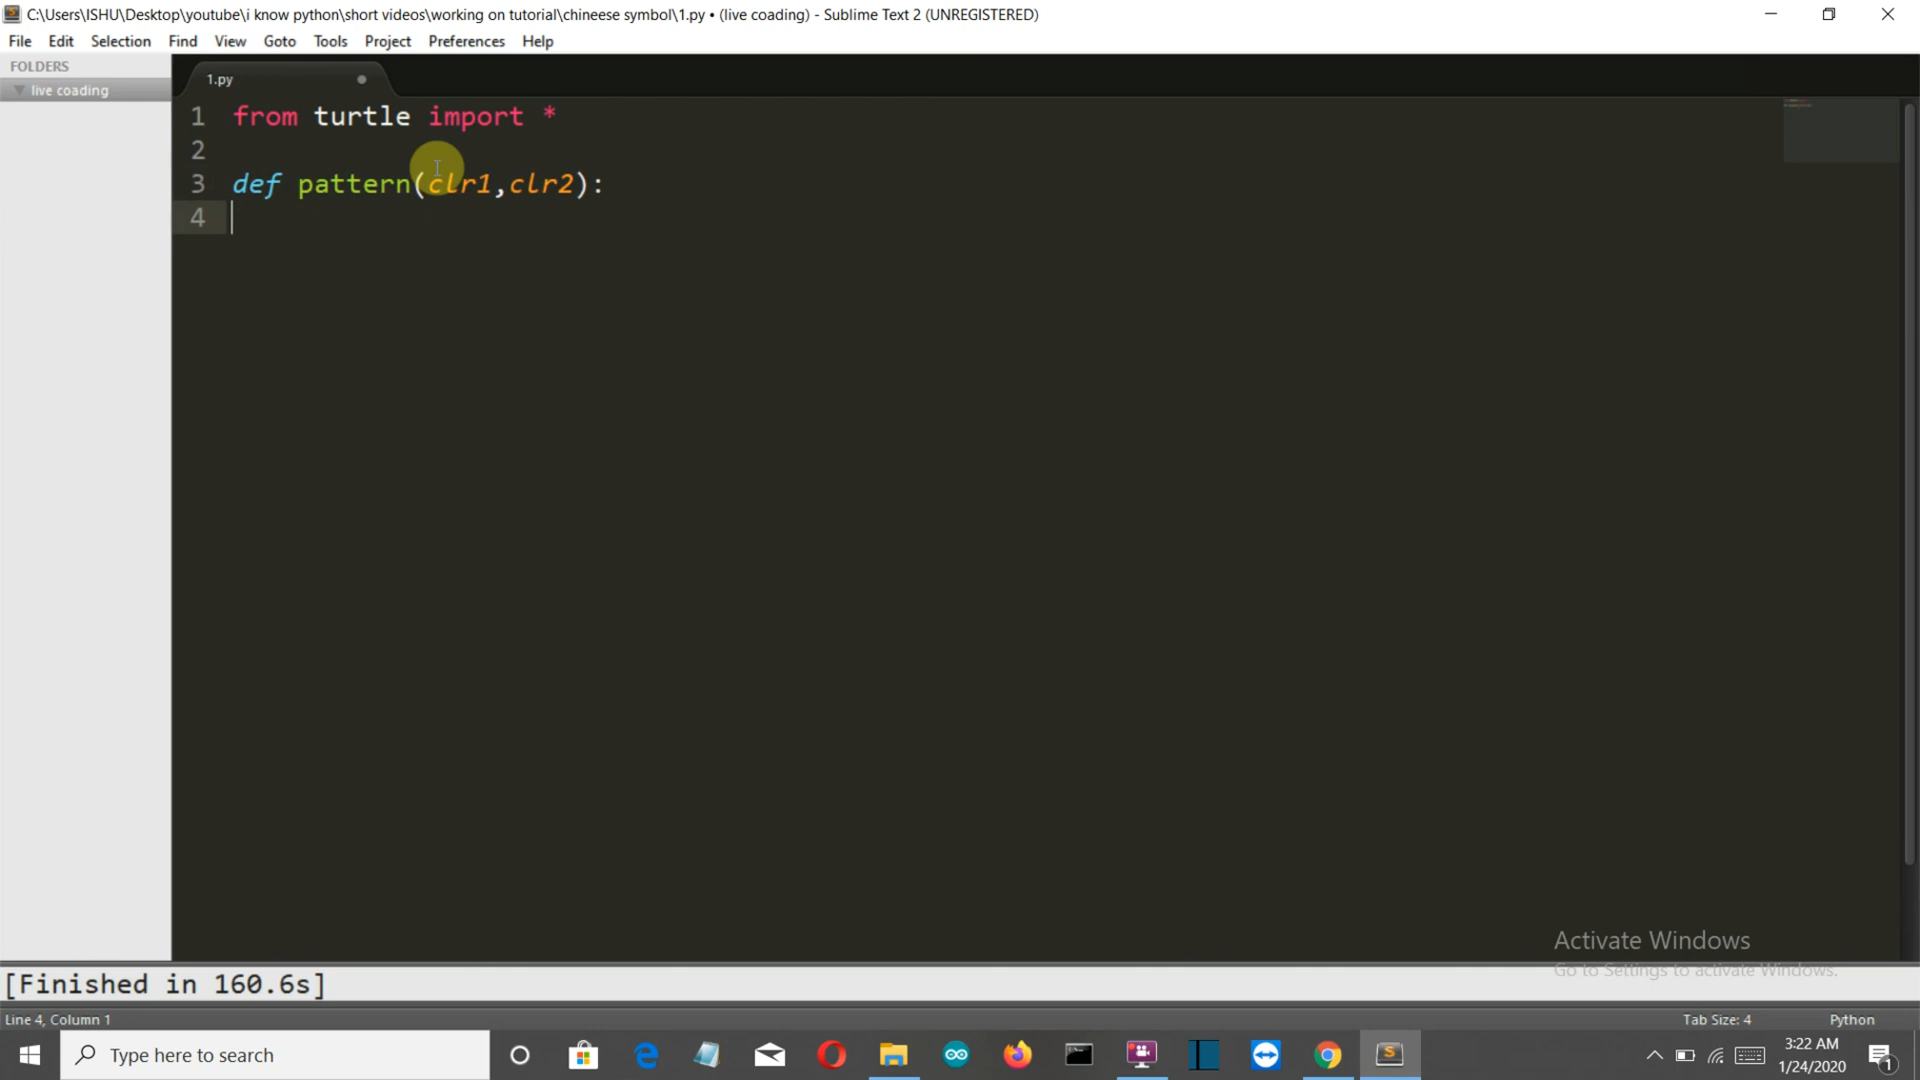 C:\Users\ISHU\Desktop\youtube\i know python\short videos\working on tutorial\chineese symbol\1.py • (live coading) - Sublime Text 2 (UNREGISTERED)
File Edit Selection Find View Goto Tools Project Preferences Help
FOLDERS
live coading
1.py
1 from turtle import *
2
3 def pattern(clr1,clr2):
4
Activate Windows
Go to Settings to activate Windows.
[Finished in 160.6s]
Line 4, Column 1
Tab Size: 4
Python
Type here to search
3:22 AM
1/24/2020
1